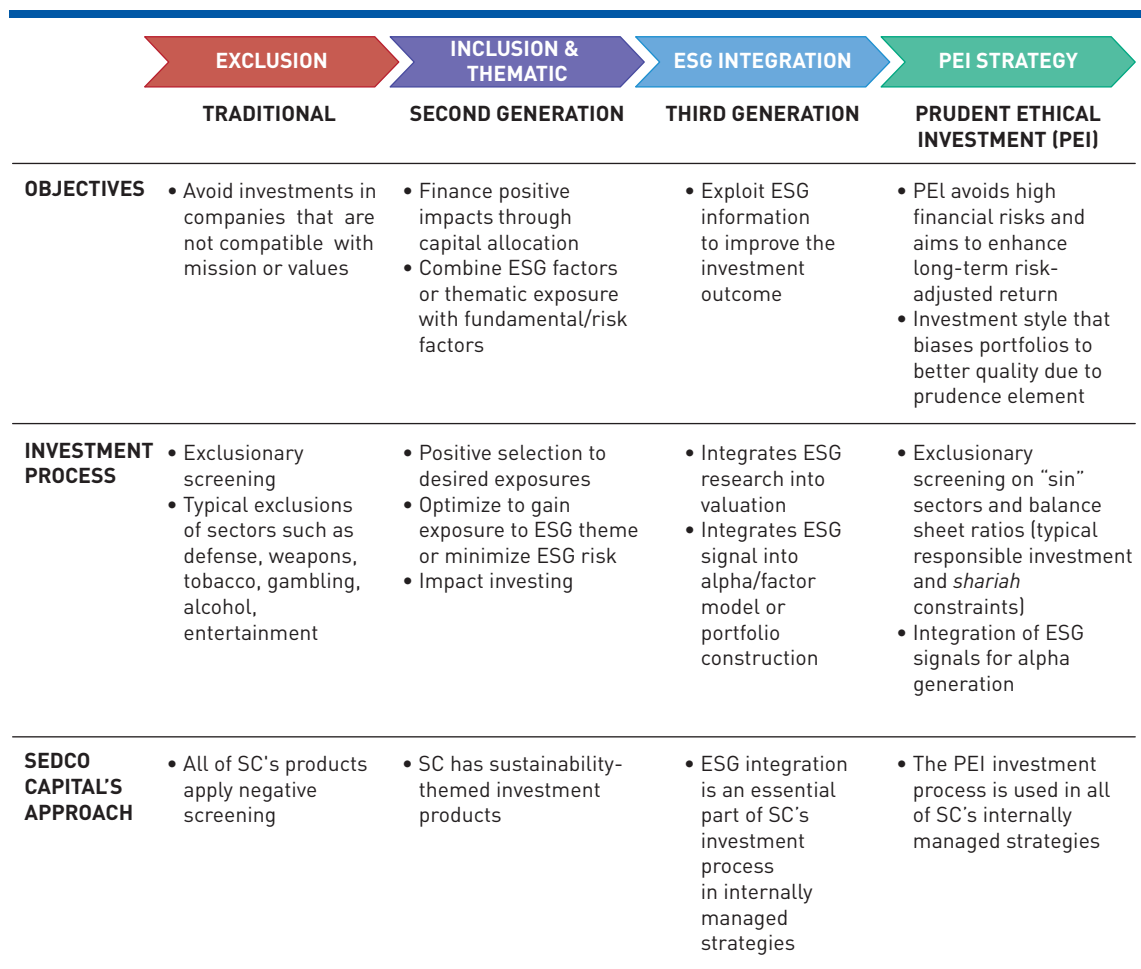 EXCLUSION
INCLUSION &
THEMATIC
ESG INTEGRATION
PEI STRATEGY
TRADITIONAL
SECOND GENERATION
THIRD GENERATION
PRUDENT ETHICAL
INVESTMENT (PEI)
OBJECTIVES
• Avoid investments in
companies that are
not compatible with
mission or values
• Finance positive
impacts through
capital allocation
• Combine ESG factors
or thematic exposure
with fundamental/risk
factors
• Exploit ESG
information
to improve the
investment
outcome
• PEI avoids high
financial risks and
aims to enhance
long-term risk-
adjusted return
• Investment style that
biases portfolios to
better quality due to
prudence element
INVESTMENT
PROCESS
• Exclusionary
screening
• Typical exclusions
of sectors such as
defense, weapons,
tobacco, gambling,
alcohol,
entertainment
• Positive selection to
desired exposures
• Optimize to gain
exposure to ESG theme
or minimize ESG risk
• Impact investing
• Integrates ESG
research into
valuation
• Integrates ESG
signal into
alpha/factor
model or
portfolio
construction
• Exclusionary
screening on “sin”
sectors and balance
sheet ratios (typical
responsible investment
and shariah
constraints)
• Integration of ESG
signals for alpha
generation
SEDCO
CAPITAL’S
APPROACH
• All of SC's products
apply negative
screening
• SC has sustainability-
themed investment
products
• ESG integration
is an essential
part of SC’s
investment
process
in internally
managed
strategies
• The PEI investment
process is used in all
of SC’s internally
managed strategies